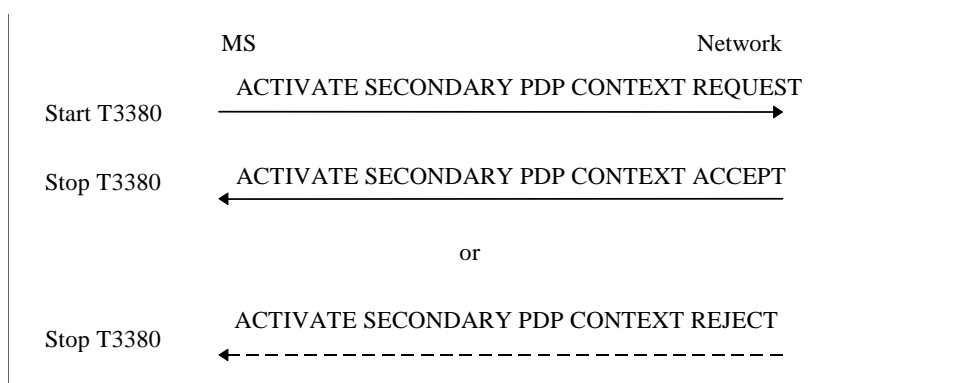 MS Network
ACTIVATE SECONDARY PDP CONTEXT REQUEST
Start T3380
ACTIVATE SECONDARY PDP CONTEXT ACCEPT
Stop T3380
or
ACTIVATE SECONDARY PDP CONTEXT REJECT
Stop T3380